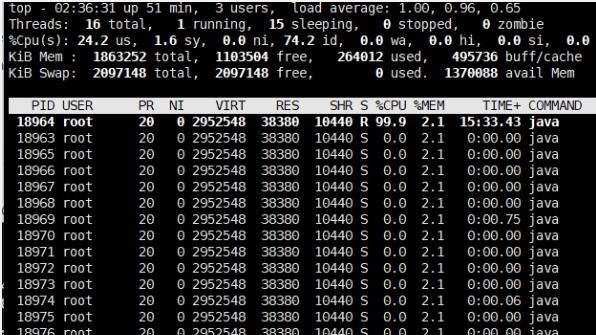 top - 02:36:31 up 51 min,  3 users,  load average: 1.00, 0.96, 0.65
Threads:  16 total,   1 running,  15 sleeping,   0 stopped,   0 zombie
%Cpu(s): 24.2 us,  1.6 sy,  0.0 ni, 74.2 id,  0.0 wa,  0.0 hi,  0.0 si,  0.0
KiB Mem :  1863252 total,  1103504 free,   264012 used,   495736 buff/cache
KiB Swap:  2097148 total,  2097148 free,        0 used.  1370088 avail Mem
PID USER      PR  NI    VIRT    RES    SHR S %CPU %MEM     TIME+ COMMAND
18964 root      20   0 2952548  38380  10440 R 99.9  2.1  15:33.43 java
18963 root      20   0 2952548  38380  10440 S  0.0  2.1   0:00.00 java
18965 root      20   0 2952548  38380  10440 S  0.0  2.1   0:00.00 java
18966 root      20   0 2952548  38380  10440 S  0.0  2.1   0:00.00 java
18967 root      20   0 2952548  38380  10440 S  0.0  2.1   0:00.00 java
18968 root      20   0 2952548  38380  10440 S  0.0  2.1   0:00.00 java
18969 root      20   0 2952548  38380  10440 S  0.0  2.1   0:00.75 java
18970 root      20   0 2952548  38380  10440 S  0.0  2.1   0:00.00 java
18971 root      20   0 2952548  38380  10440 S  0.0  2.1   0:00.00 java
18972 root      20   0 2952548  38380  10440 S  0.0  2.1   0:00.00 java
18973 root      20   0 2952548  38380  10440 S  0.0  2.1   0:00.00 java
18974 root      20   0 2952548  38380  10440 S  0.0  2.1   0:00.06 java
18975 root      20   0 2952548  38380  10440 S  0.0  2.1   0:00.00 java
18976 root      20   0 2952548  38380  10440 S  0.0  2.1   0:00.00 java